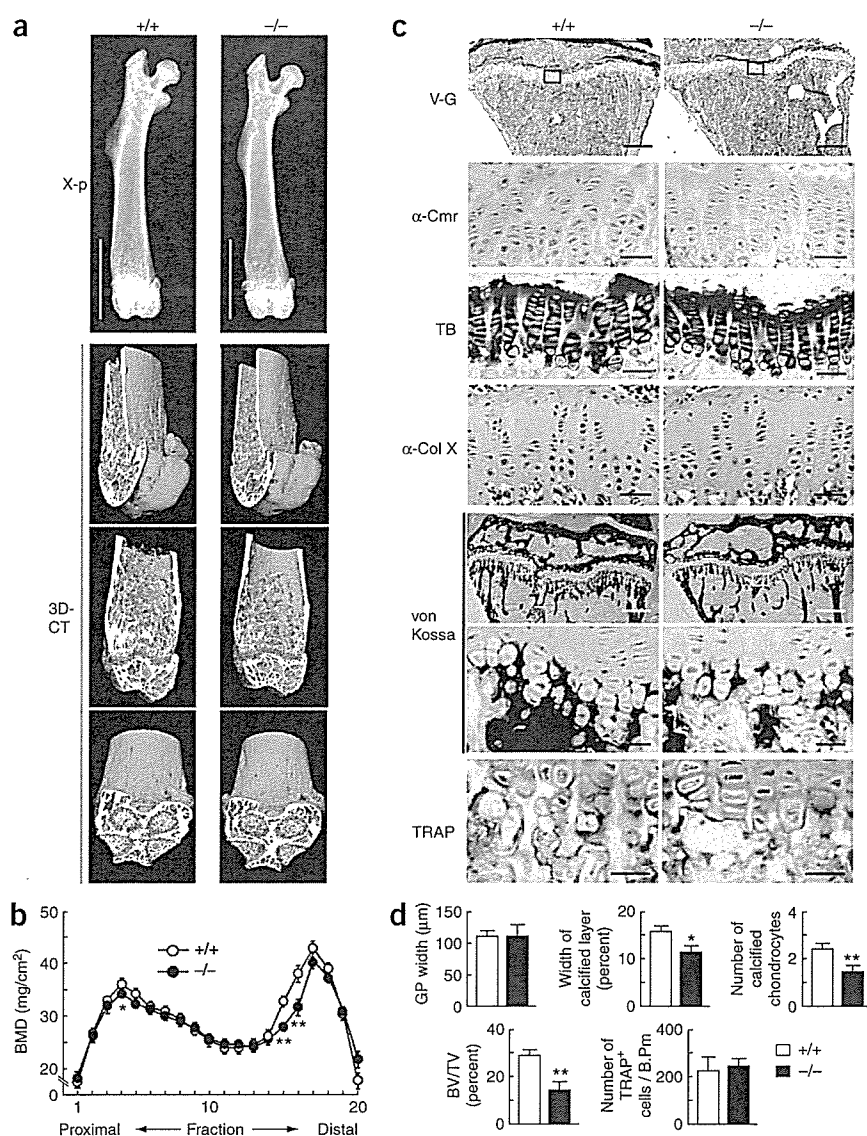 a
+/+
–/–
X-p
3D-
CT
c
+/+
–/–
V-G
α-Cmr
TB
α-Col X
von
Kossa
TRAP
b
BMD (mg/cm²)
50
40
30
20
0
+/+
–/–
*
**
**
1
10
20
Proximal
Fraction
Distal
d
GP width (µm)
150
100
50
0
Width of
calcified layer
(percent)
20
10
0
*
Number of
calcified
chondrocytes
4
2
0
**
BV/TV
(percent)
40
20
0
**
Number of
TRAP⁺
cells / B.Pm
400
200
0
+/+
–/–